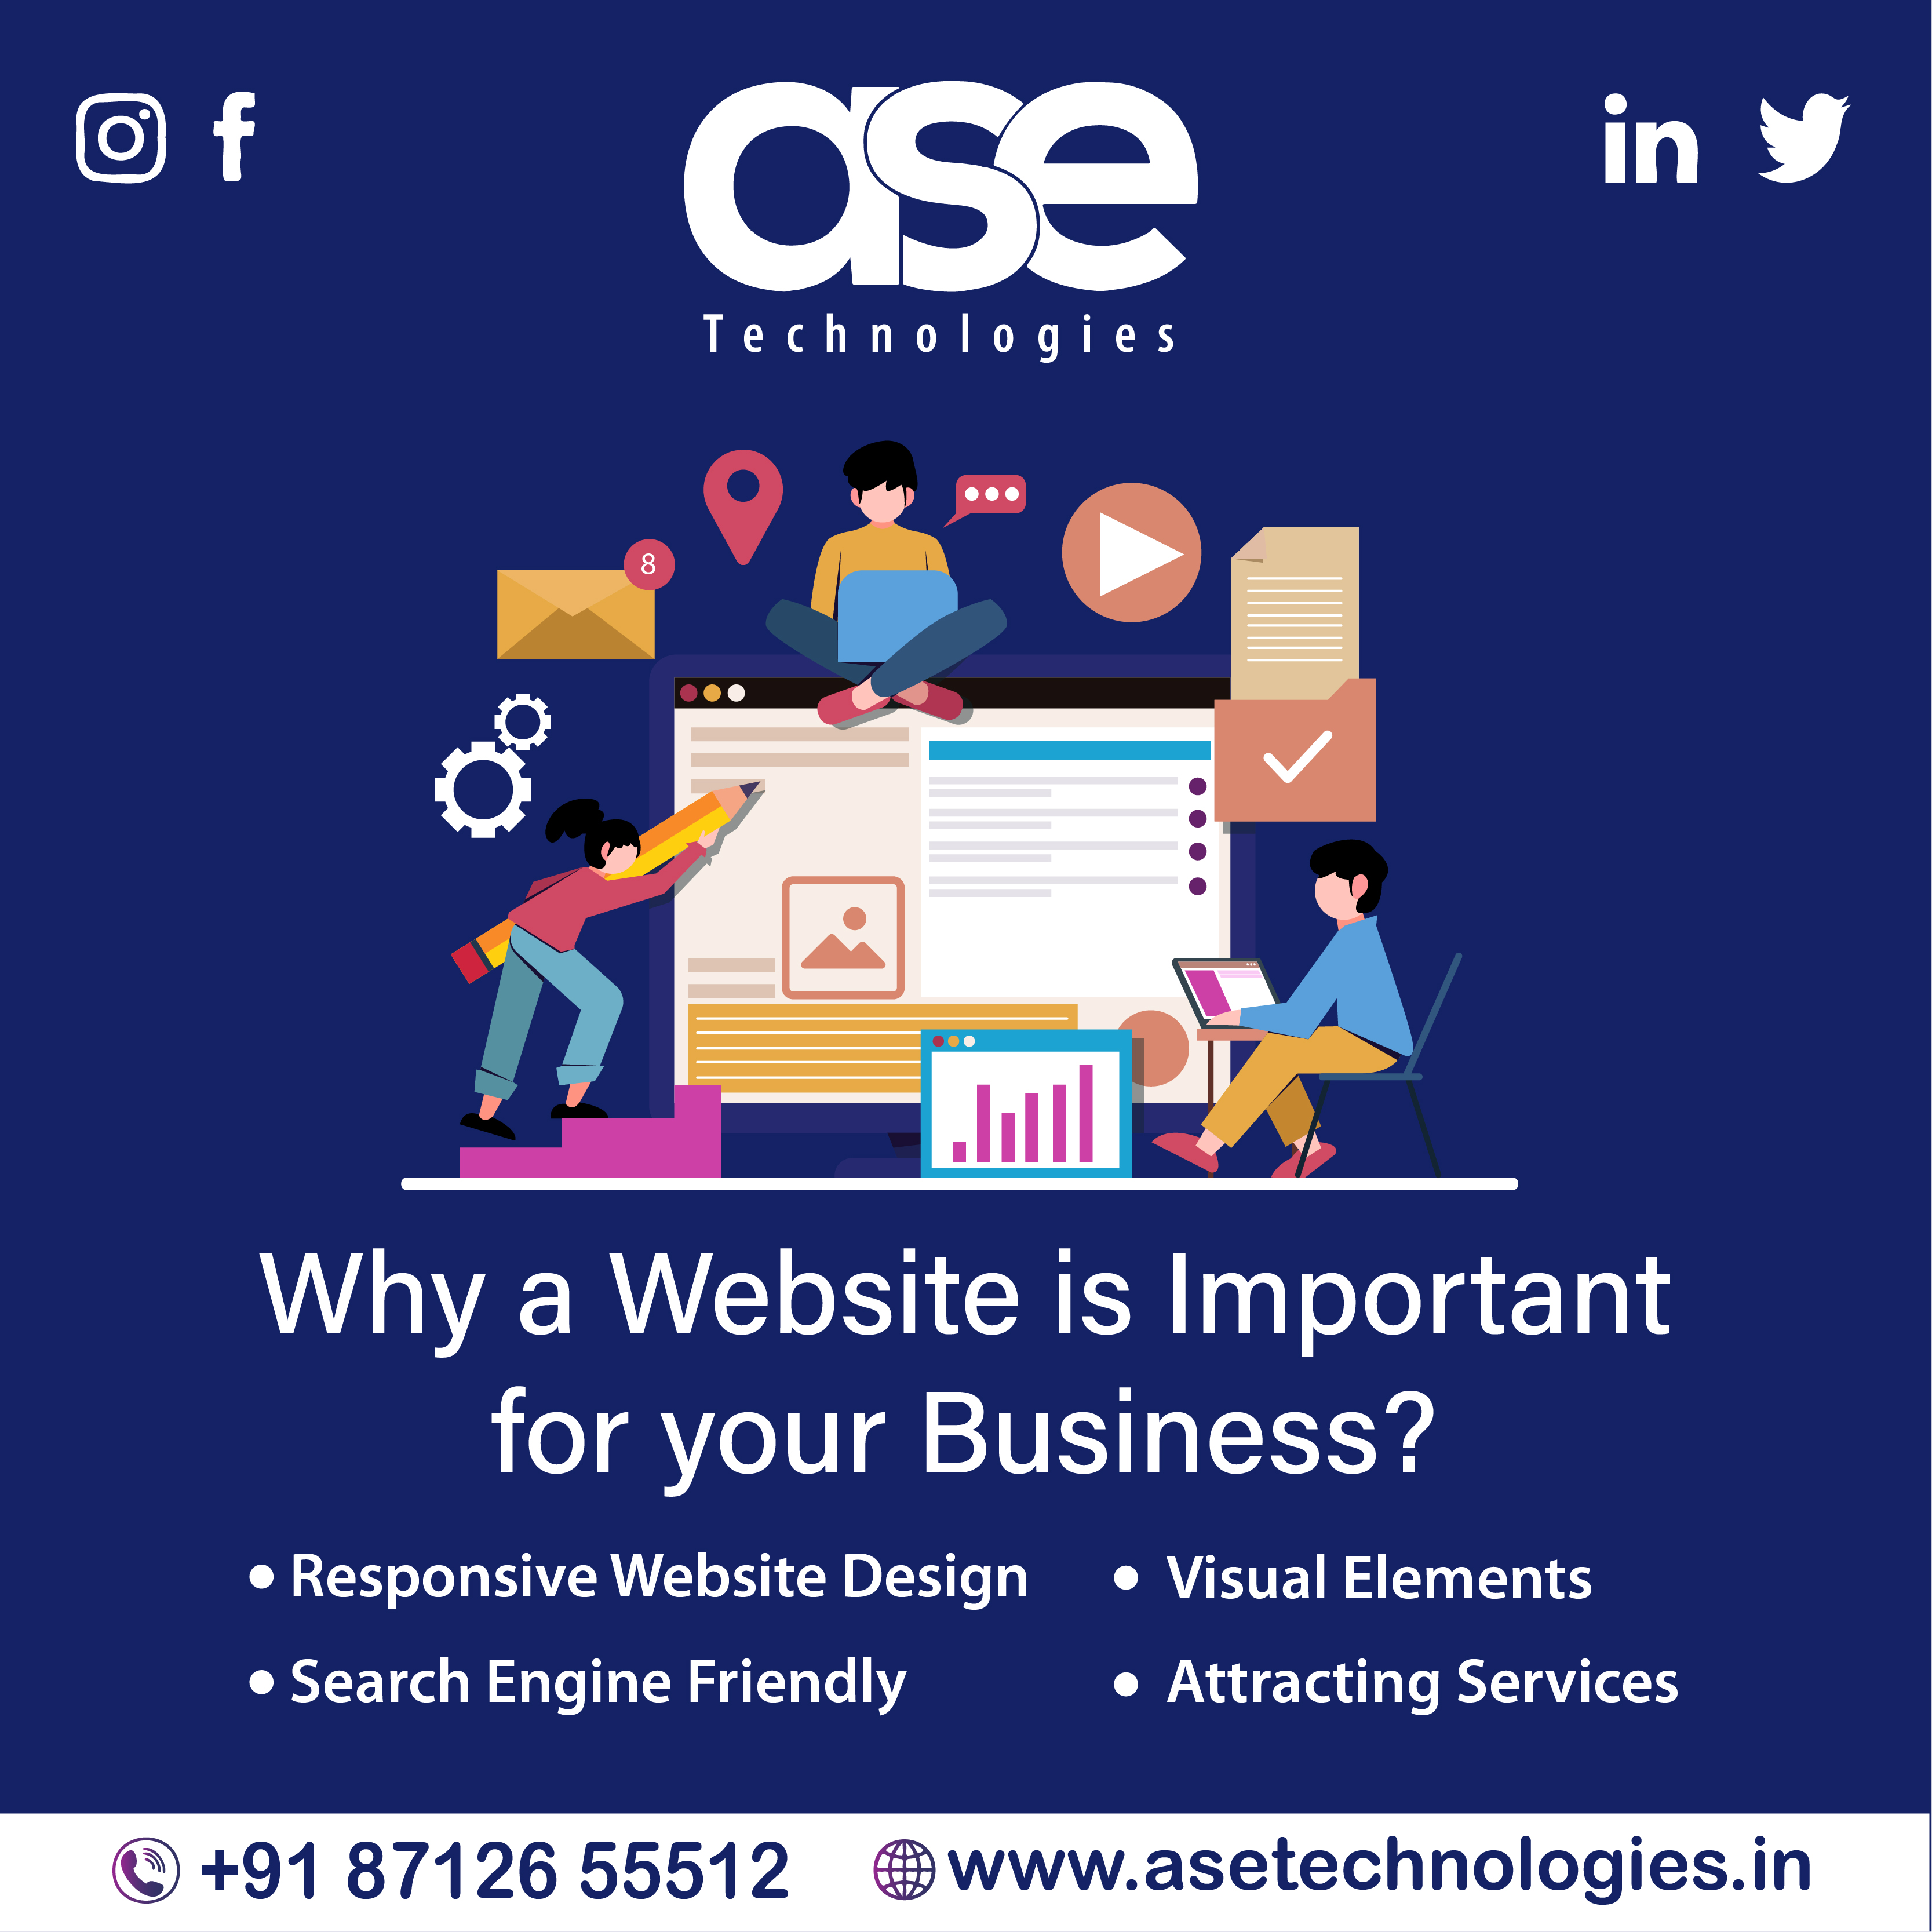 ase
Technologies
8
Why a Website is Important
for your Business?
• Responsive Website Design
• Visual Elements
• Search Engine Friendly
• Attracting Services
+91 87126 55512
www.asetechnologies.in